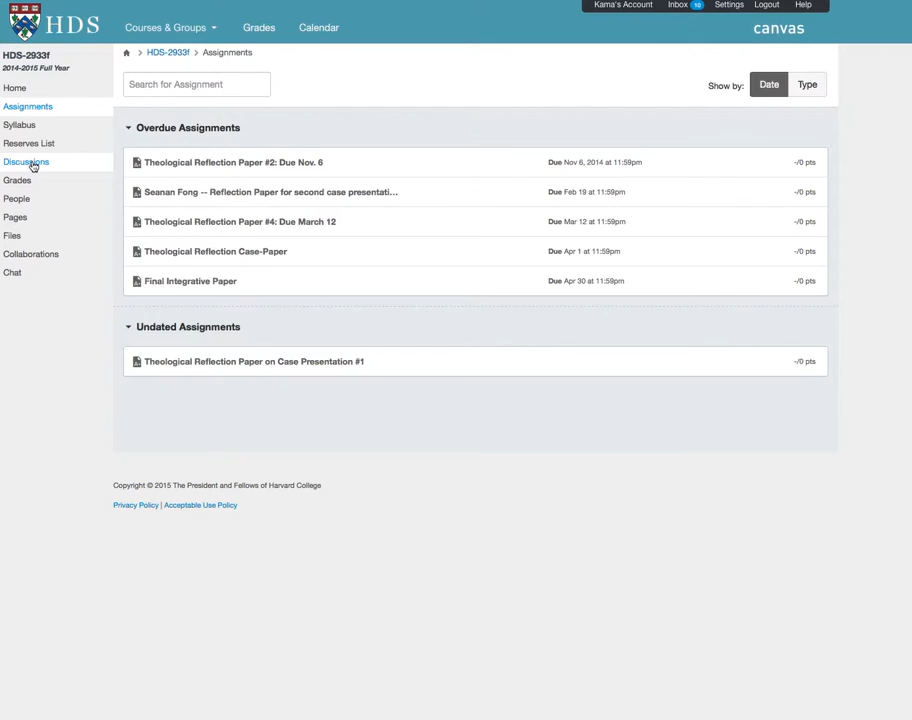 Kama's Account Inbox 10 Settings Logout Help
HDS Courses & Groups Grades Calendar canvas
HDS-2933f
2014-2015 Full Year
Home
Assignments
Syllabus
Reserves List
Discussions
Grades
People
Pages
Files
Collaborations
Chat
HDS-2933f Assignments
Search for Assignment
Show by: Date Type
Overdue Assignments
Theological Reflection Paper #2: Due Nov. 6 Due Nov 6, 2014 at 11:59pm -/0 pts
Seanan Fong -- Reflection Paper for second case presentati... Due Feb 19 at 11:59pm -/0 pts
Theological Reflection Paper #4: Due March 12 Due Mar 12 at 11:59pm -/0 pts
Theological Reflection Case-Paper Due Apr 1 at 11:59pm -/0 pts
Final Integrative Paper Due Apr 30 at 11:59pm -/0 pts
Undated Assignments
Theological Reflection Paper on Case Presentation #1 -/0 pts
Copyright © 2015 The President and Fellows of Harvard College
Privacy Policy | Acceptable Use Policy